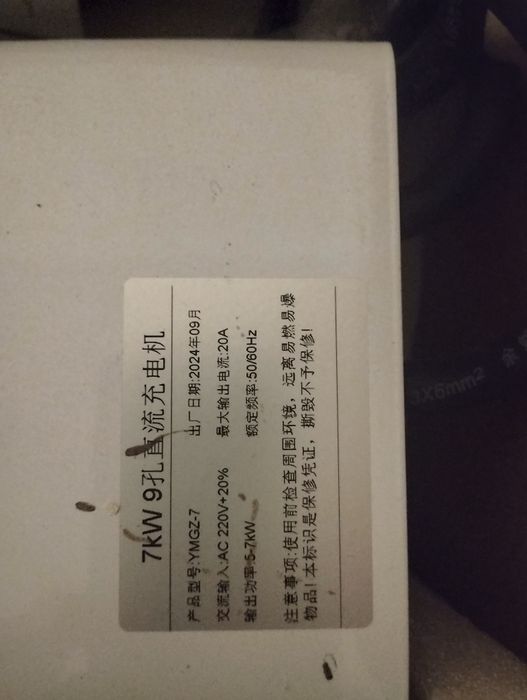 7kW 9孔直流充电机
产品型号:YMGZ-7 出厂日期:2024年09月
交流输入:AC 220V+20% 最大输出电流:20A
输出功率:5-7kW 额定频率:50/60Hz
注意事项:使用前检查周围环境，远离易燃易爆
物品!本标识是保修凭证，撕毁不予保修!
3X6mm²